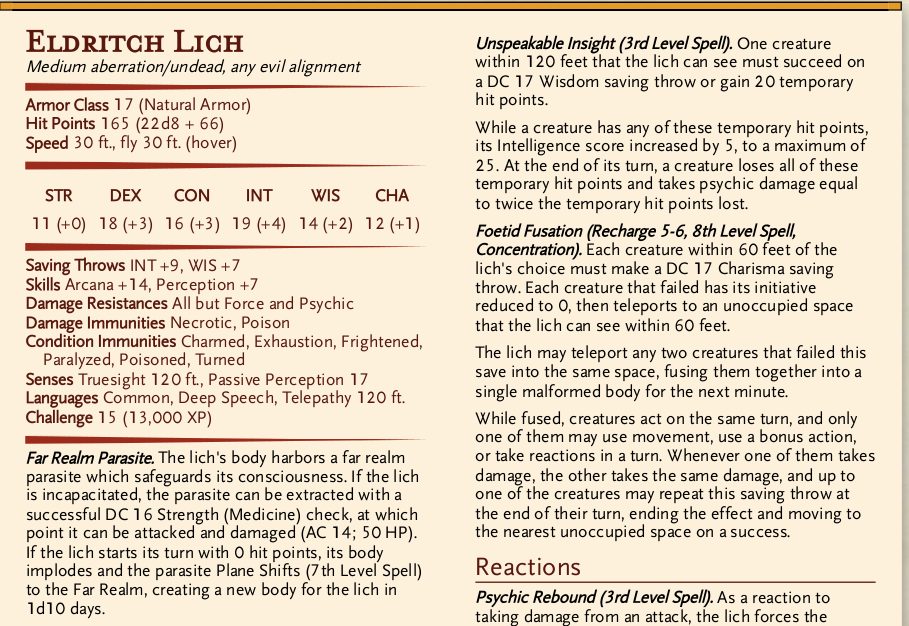 Eldritch Lich
Medium aberration/undead, any evil alignment
Armor Class 17 (Natural Armor)
Hit Points 165 (22d8 + 66)
Speed 30 ft., fly 30 ft. (hover)
STR DEX CON INT WIS CHA
11 (+0) 18 (+3) 16 (+3) 19 (+4) 14 (+2) 12 (+1)
Saving Throws INT +9, WIS +7
Skills Arcana +14, Perception +7
Damage Resistances All but Force and Psychic
Damage Immunities Necrotic, Poison
Condition Immunities Charmed, Exhaustion, Frightened,
Paralyzed, Poisoned, Turned
Senses Truesight 120 ft., Passive Perception 17
Languages Common, Deep Speech, Telepathy 120 ft.
Challenge 15 (13,000 XP)
Far Realm Parasite. The lich's body harbors a far realm
parasite which safeguards its consciousness. If the lich
is incapacitated, the parasite can be extracted with a
successful DC 16 Strength (Medicine) check, at which
point it can be attacked and damaged (AC 14; 50 HP).
If the lich starts its turn with 0 hit points, its body
implodes and the parasite Plane Shifts (7th Level Spell)
to the Far Realm, creating a new body for the lich in
1d10 days.
Unspeakable Insight (3rd Level Spell). One creature
within 120 feet that the lich can see must succeed on
a DC 17 Wisdom saving throw or gain 20 temporary
hit points.
While a creature has any of these temporary hit points,
its Intelligence score increased by 5, to a maximum of
25. At the end of its turn, a creature loses all of these
temporary hit points and takes psychic damage equal
to twice the temporary hit points lost.
Foetid Fusation (Recharge 5-6, 8th Level Spell,
Concentration). Each creature within 60 feet of the
lich's choice must make a DC 17 Charisma saving
throw. Each creature that failed has its initiative
reduced to 0, then teleports to an unoccupied space
that the lich can see within 60 feet.
The lich may teleport any two creatures that failed this
save into the same space, fusing them together into a
single malformed body for the next minute.
While fused, creatures act on the same turn, and only
one of them may use movement, use a bonus action,
or take reactions in a turn. Whenever one of them takes
damage, the other takes the same damage, and up to
one of the creatures may repeat this saving throw at
the end of their turn, ending the effect and moving to
the nearest unoccupied space on a success.
Reactions
Psychic Rebound (3rd Level Spell). As a reaction to
taking damage from an attack, the lich forces the